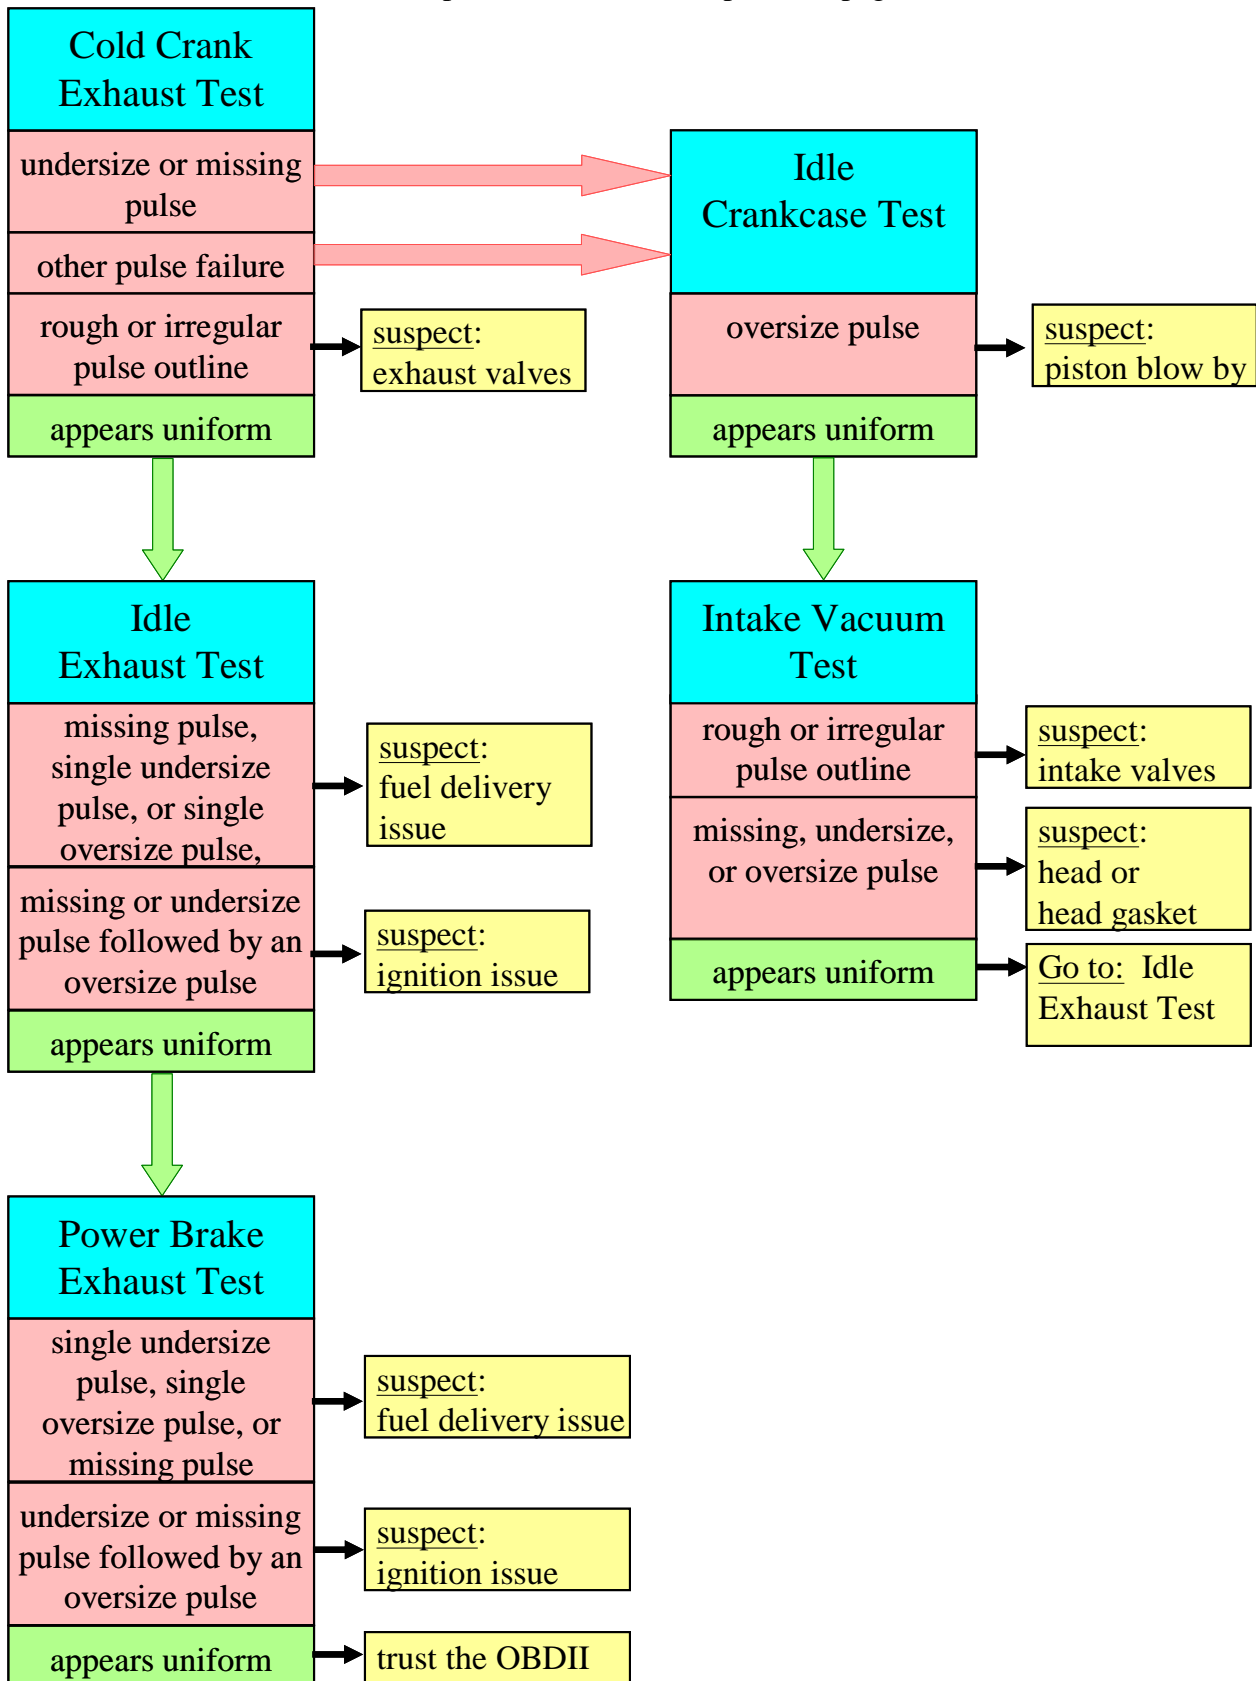 Cold Crank
Exhaust Test
undersize or missing
pulse
other pulse failure
rough or irregular
pulse outline
suspect:
exhaust valves
appears uniform
Idle
Crankcase Test
oversize pulse
suspect:
piston blow by
appears uniform
Idle
Exhaust Test
missing pulse,
single undersize
pulse, or single
oversize pulse,
suspect:
fuel delivery
issue
missing or undersize
pulse followed by an
oversize pulse
suspect:
ignition issue
appears uniform
Intake Vacuum
Test
rough or irregular
pulse outline
suspect:
intake valves
missing, undersize,
or oversize pulse
suspect:
head or
head gasket
appears uniform
Go to: Idle
Exhaust Test
Power Brake
Exhaust Test
single undersize
pulse, single
oversize pulse, or
missing pulse
suspect:
fuel delivery issue
undersize or missing
pulse followed by an
oversize pulse
suspect:
ignition issue
appears uniform
trust the OBDII